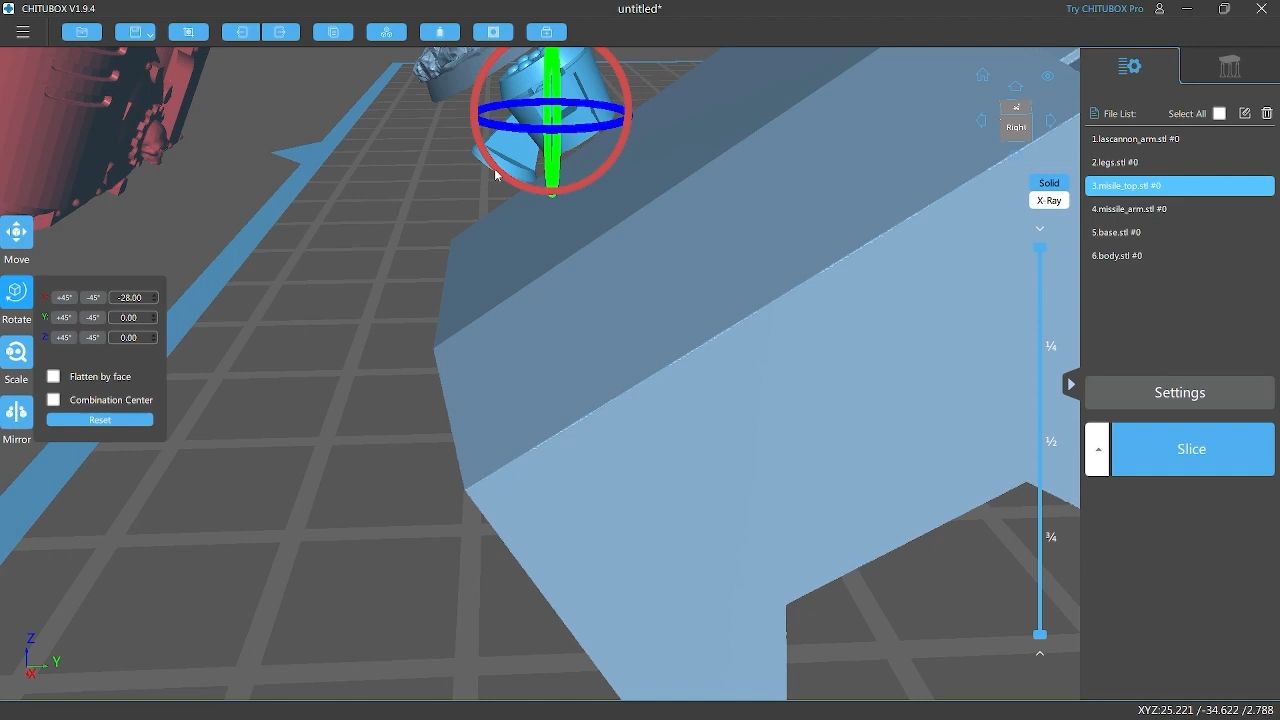 CHITUBOX V1.9.4
untitled*
Try CHITUBOX Pro
Right
File List:
Select All
1.lascannon_arm.stl #0
2.legs.stl #0
3.misile_top.stl #0
4.missile_arm.stl #0
5.base.stl #0
6.body.stl #0
Solid
X-Ray
Move
Rotate
Scale
Mirror
X: +45° -45° -28.00
Y: +45° -45° 0.00
Z: +45° -45° 0.00
Flatten by face
Combination Center
Reset
¼
½
¾
Settings
Slice
Z
Y
X
XYZ:25.221 /-34.622 /2.788